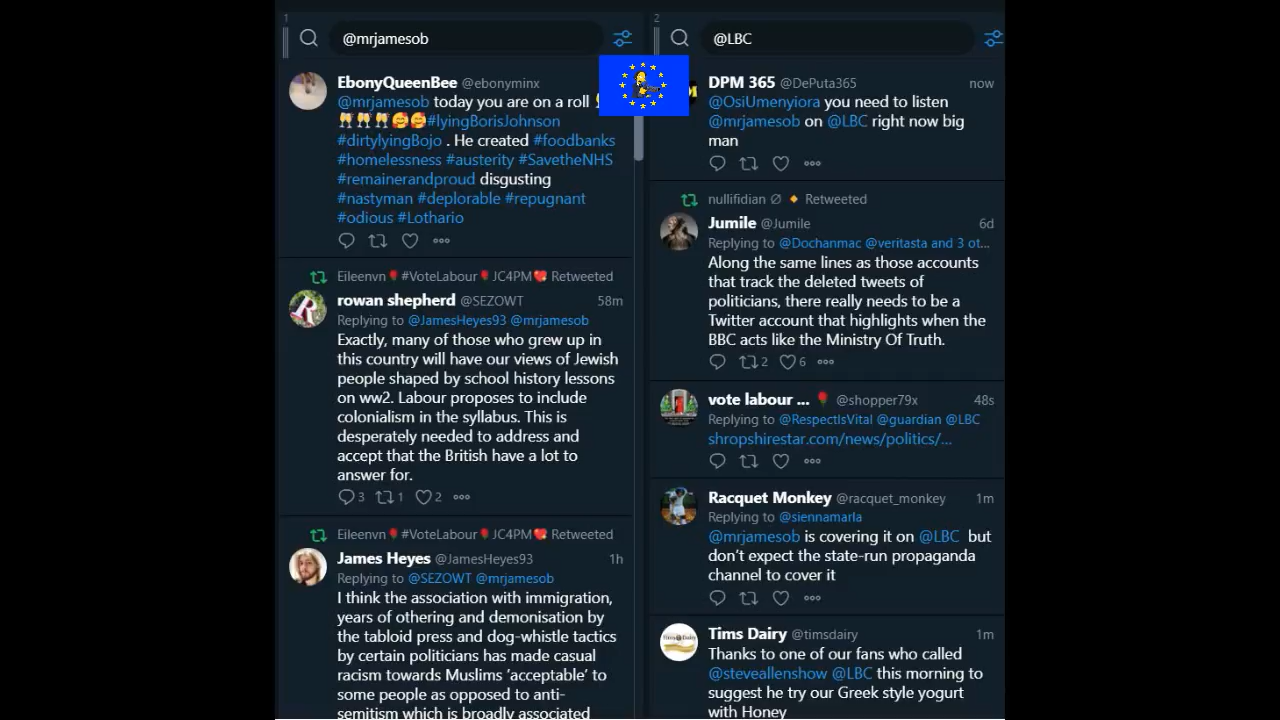 1
@mrjamesob
EbonyQueenBee @ebonyminx
@mrjamesob today you are on a roll
🥂🥂🥂🥰🥰#lyingBorisJohnson
#dirtylyingBojo . He created #foodbanks
#homelessness #austerity #SavetheNHS
#remainerandproud disgusting
#nastyman #deplorable #repugnant
#odious #Lothario
Eileenvn🌹#VoteLabour🌹JC4PM💖 Retweeted
rowan shepherd @SEZOWT 58m
Replying to @JamesHeyes93 @mrjamesob
Exactly, many of those who grew up in
this country will have our views of Jewish
people shaped by school history lessons
on ww2. Labour proposes to include
colonialism in the syllabus. This is
desperately needed to address and
accept that the British have a lot to
answer for.
3 1 2
Eileenvn🌹#VoteLabour🌹JC4PM💖 Retweeted
James Heyes @JamesHeyes93 1h
Replying to @SEZOWT @mrjamesob
I think the association with immigration,
years of othering and demonisation by
the tabloid press and dog-whistle tactics
by certain politicians has made casual
racism towards Muslims ‘acceptable’ to
some people as opposed to anti-
semitism which is broadly associated
2
@LBC
DPM 365 @DePuta365 now
@OsiUmenyiora you need to listen
@mrjamesob on @LBC right now big
man
nullifidian ∅ 🔸 Retweeted
Jumile @Jumile 6d
Replying to @Dochanmac @veritasta and 3 ot...
Along the same lines as those accounts
that track the deleted tweets of
politicians, there really needs to be a
Twitter account that highlights when the
BBC acts like the Ministry Of Truth.
2 6
vote labour ... 🌹 @shopper79x 48s
Replying to @RespectIsVital @guardian @LBC
shropshirestar.com/news/politics/...
Racquet Monkey @racquet_monkey 1m
Replying to @siennamarla
@mrjamesob is covering it on @LBC but
don’t expect the state-run propaganda
channel to cover it
Tims Dairy @timsdairy 1m
Thanks to one of our fans who called
@steveallenshow @LBC this morning to
suggest he try our Greek style yogurt
with Honey